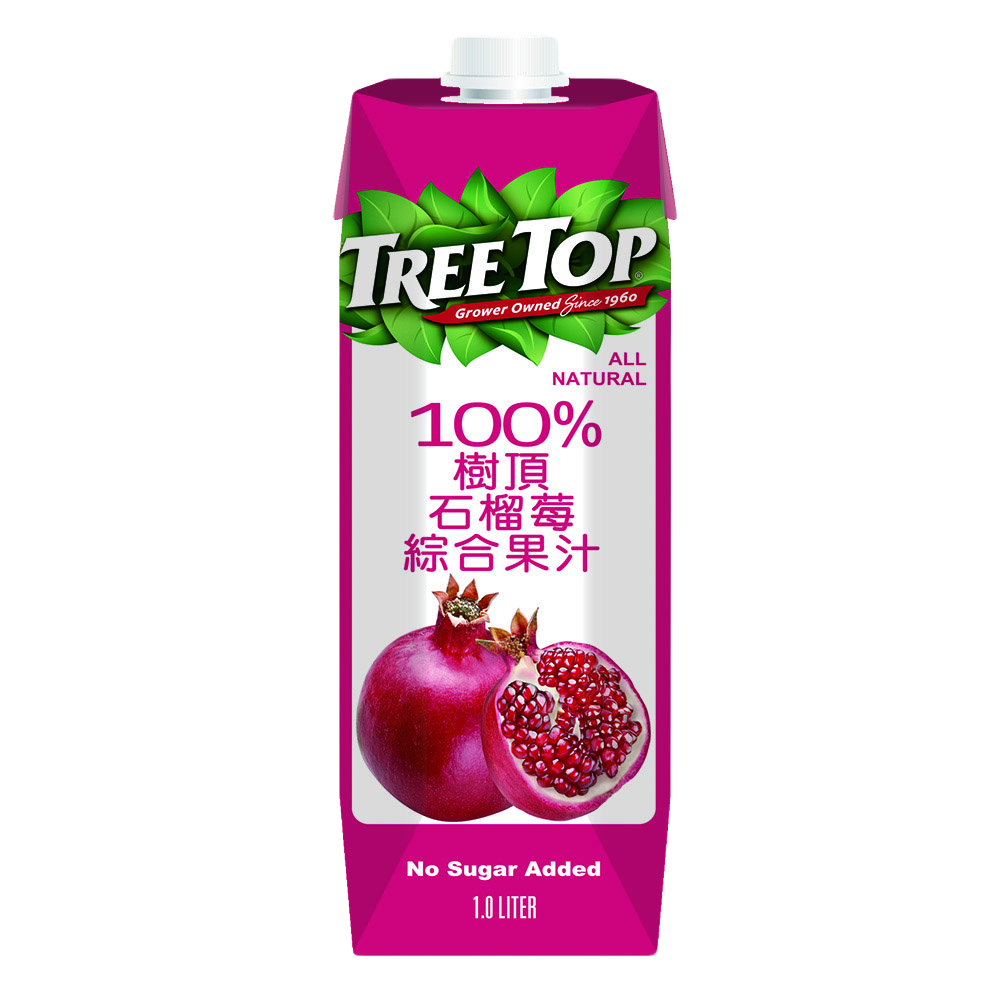 TREE TOP®
Grower Owned Since 1960
ALL
NATURAL
100%
樹頂
石榴莓
綜合果汁
No Sugar Added
1.0 LITER